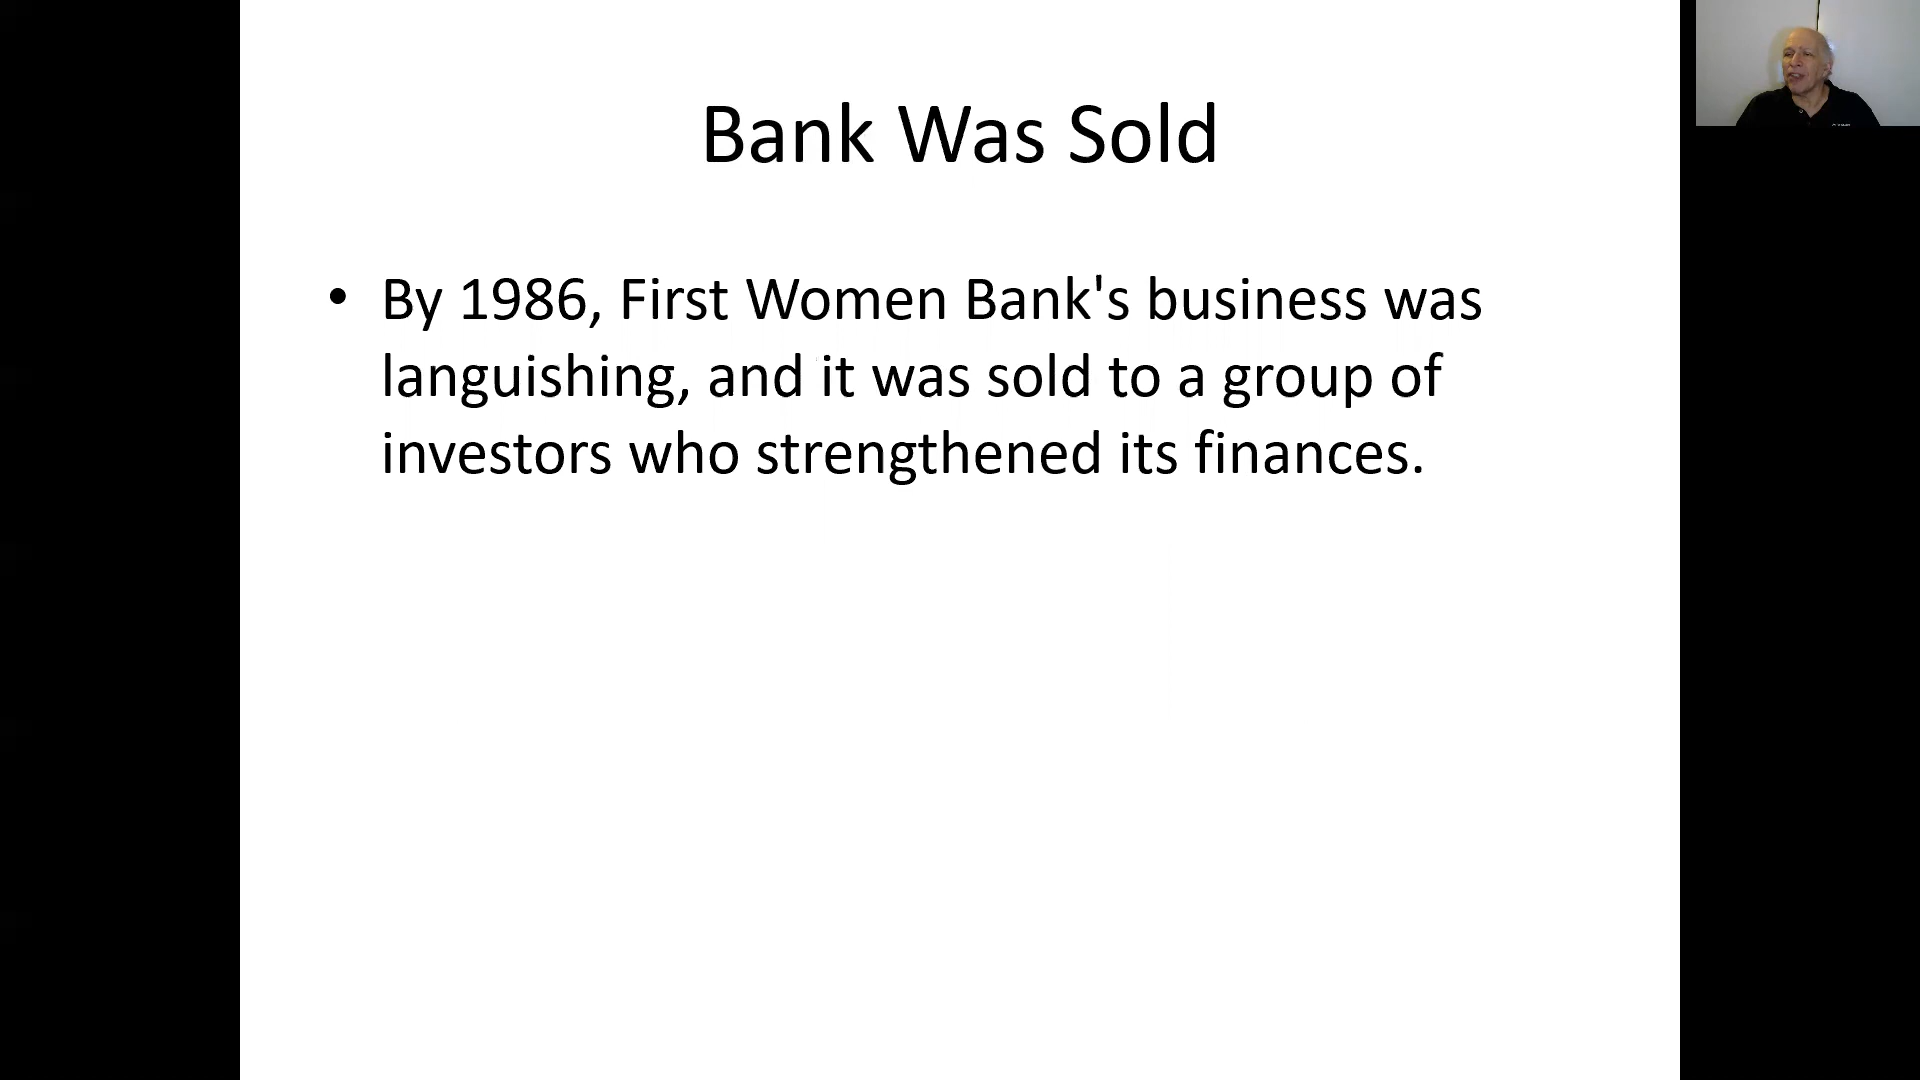 Bank Was Sold
• By 1986, First Women Bank's business was
languishing, and it was sold to a group of
investors who strengthened its finances.